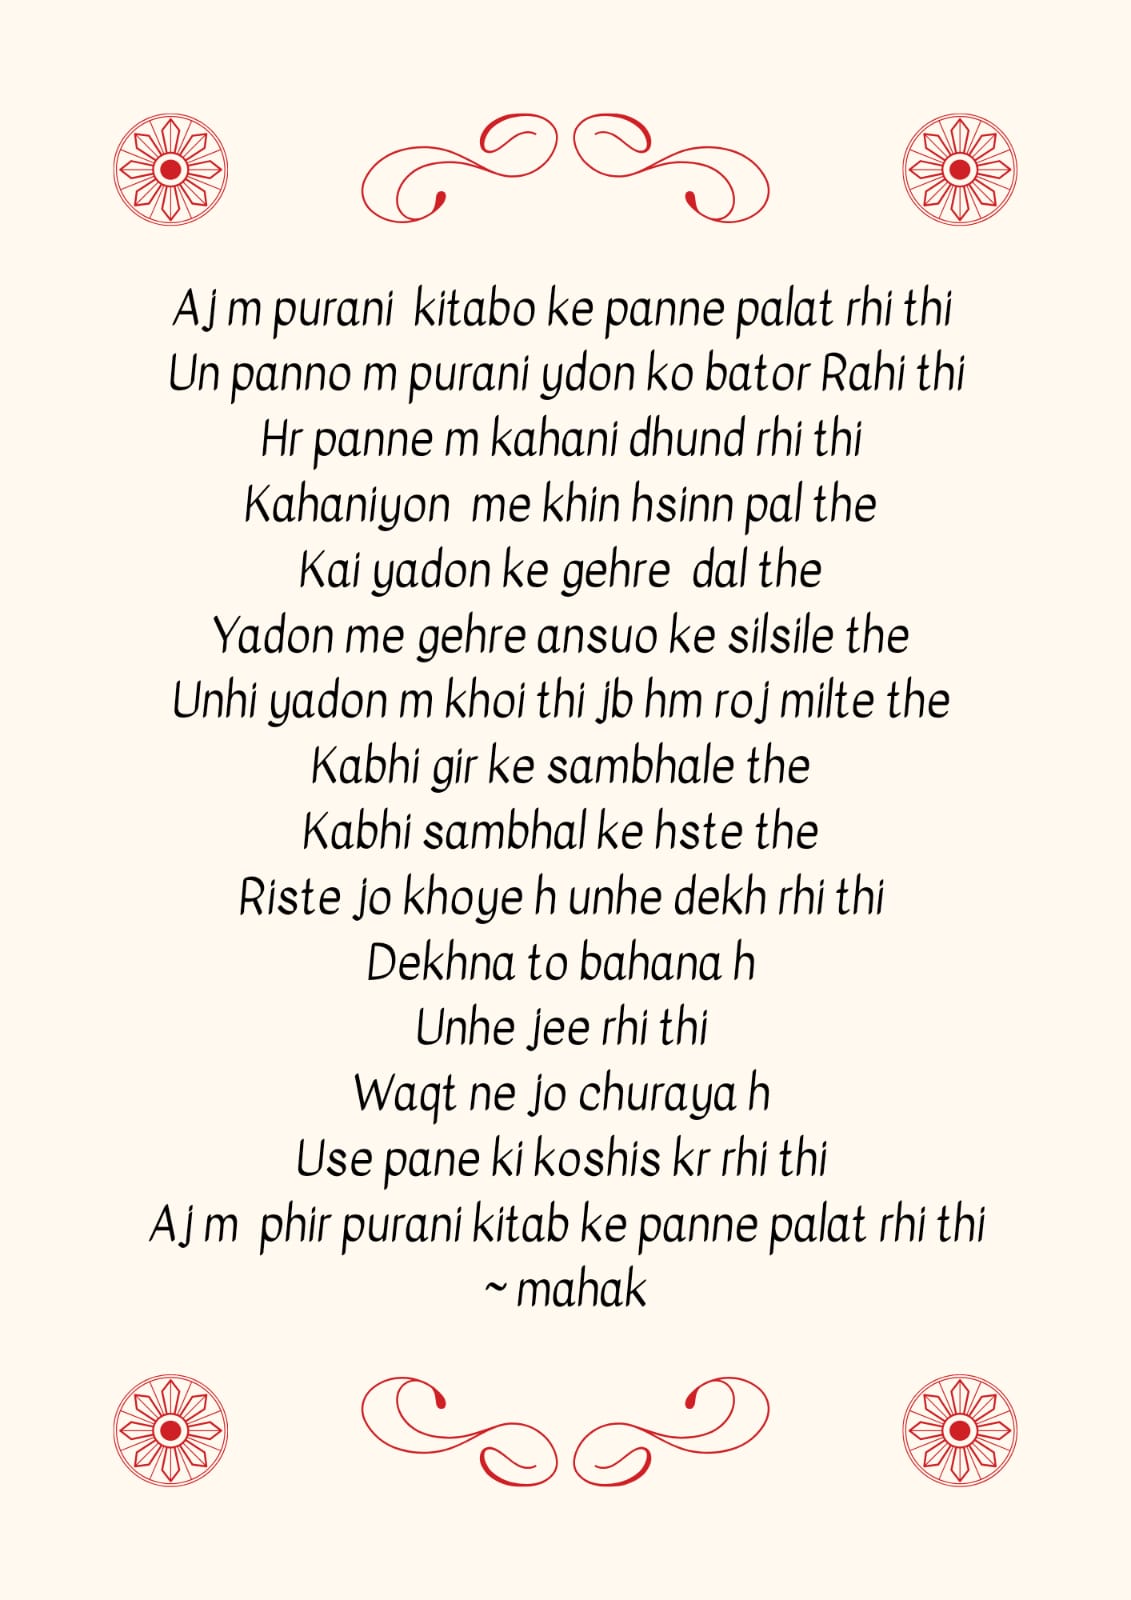 Aj m purani kitabo ke panne palat rhi thi
Un panno m purani ydon ko bator Rahi thi
Hr panne m kahani dhund rhi thi
Kahaniyon me khin hsinn pal the
Kai yadon ke gehre dal the
Yadon me gehre ansuo ke silsile the
Unhi yadon m khoi thi jb hm roj milte the
Kabhi gir ke sambhale the
Kabhi sambhal ke hste the
Riste jo khoye h unhe dekh rhi thi
Dekhna to bahana h
Unhe jee rhi thi
Waqt ne jo churaya h
Use pane ki koshis kr rhi thi
Aj m phir purani kitab ke panne palat rhi thi
~ mahak